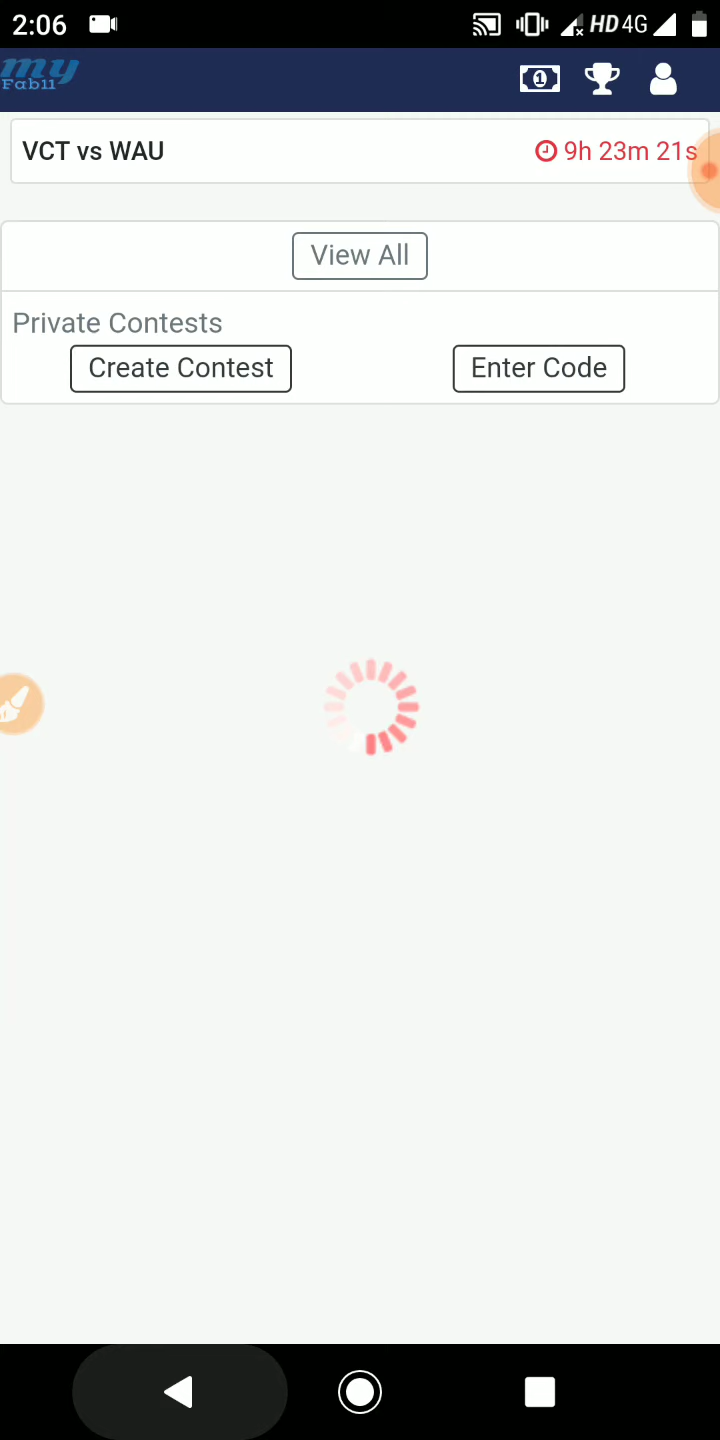 2:06 HD 4G
my
Fab11
1
VCT vs WAU 9h 23m 21s
View All
Private Contests
Create Contest Enter Code